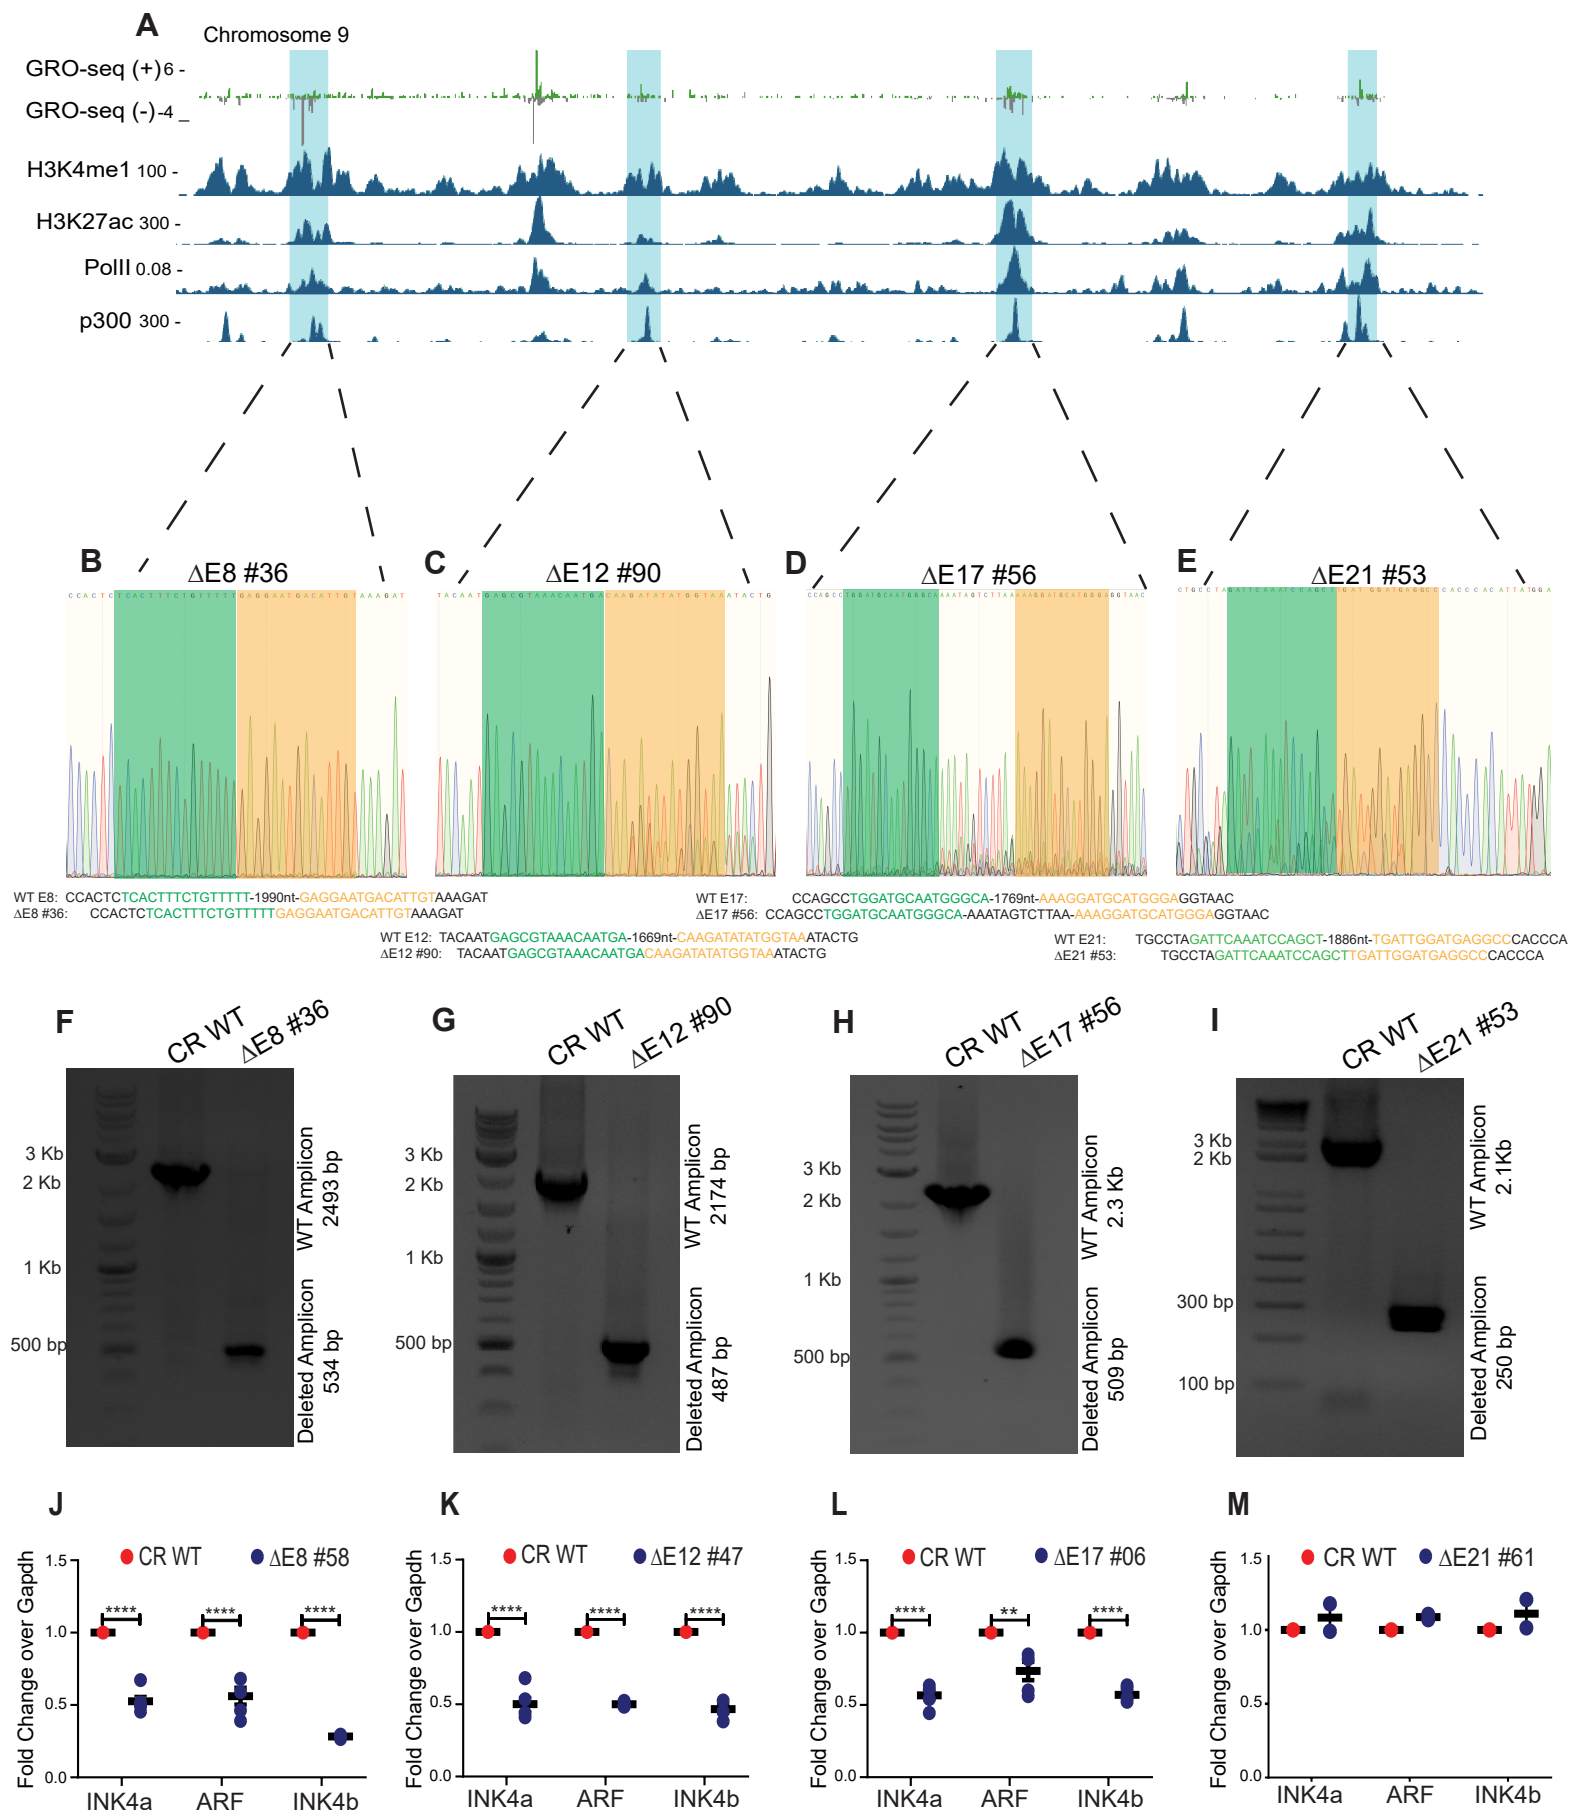 A
Chromosome 9
GRO-seq (+) 6 -
GRO-seq (-) -4 _
H3K4me1 100 -
H3K27ac 300 -
PolII 0.08 -
p300 300 -
B
ΔE8 #36
C
ΔE12 #90
D
ΔE17 #56
E
ΔE21 #53
CCACTCTCACTTTCTGTTTTTGAGGAATGACATTGTAAAGAT
TACAATGAGCGTAAACAATGACAAGATATATGGTAAATACTG
CCAGCCTGGATGCAATGGGCAAAATAGTCTTAAAAAGGATGCATGGGAGGTAAC
WT E8: CCACTCTCACTTTCTGTTTTT-1990nt-GAGGAATGACATTGTAAAGAT
ΔE8 #36: CCACTCTCACTTTCTGTTTTTGAGGAATGACATTGTAAAGAT
WT E17: CCAGCCTGGATGCAATGGGCA-1769nt-AAAGGATGCATGGGAGGTAAC
ΔE17 #56: CCAGCCTGGATGCAATGGGCA-AAATAGTCTTAA-AAAGGATGCATGGGAGGTAAC
WT E12: TACAATGAGCGTAAACAATGA-1669nt-CAAGATATATGGTAAATACTG
ΔE12 #90: TACAATGAGCGTAAACAATGACAAGATATATGGTAAATACTG
WT E21: TGCCTAGATTCAAATCCAGCT-1886nt-TGATTGGATGAGGCCCACCCA
ΔE21 #53: TGCCTAGATTCAAATCCAGCTTGATTGGATGAGGCCCACCCA
F
CR WT
ΔE8 #36
3 Kb
2 Kb
1 Kb
500 bp
WT Amplicon
2493 bp
Deleted Amplicon
534 bp
G
CR WT
ΔE12 #90
3 Kb
2 Kb
1 Kb
500 bp
WT Amplicon
2174 bp
Deleted Amplicon
487 bp
H
CR WT
ΔE17 #56
3 Kb
2 Kb
1 Kb
500 bp
WT Amplicon
2.3 Kb
Deleted Amplicon
509 bp
I
CR WT
ΔE21 #53
3 Kb
2 Kb
300 bp
100 bp
WT Amplicon
2.1Kb
Deleted Amplicon
250 bp
J
CR WT
ΔE8 #58
Fold Change over Gapdh
1.5
1.0
0.5
0.0
****
****
****
INK4a
ARF
INK4b
K
CR WT
ΔE12 #47
Fold Change over Gapdh
1.5
1.0
0.5
0.0
****
****
****
INK4a
ARF
INK4b
L
CR WT
ΔE17 #06
Fold Change over Gapdh
1.5
1.0
0.5
0.0
****
**
****
INK4a
ARF
INK4b
M
CR WT
ΔE21 #61
Fold Change over Gapdh
1.5
1.0
0.5
0.0
INK4a
ARF
INK4b